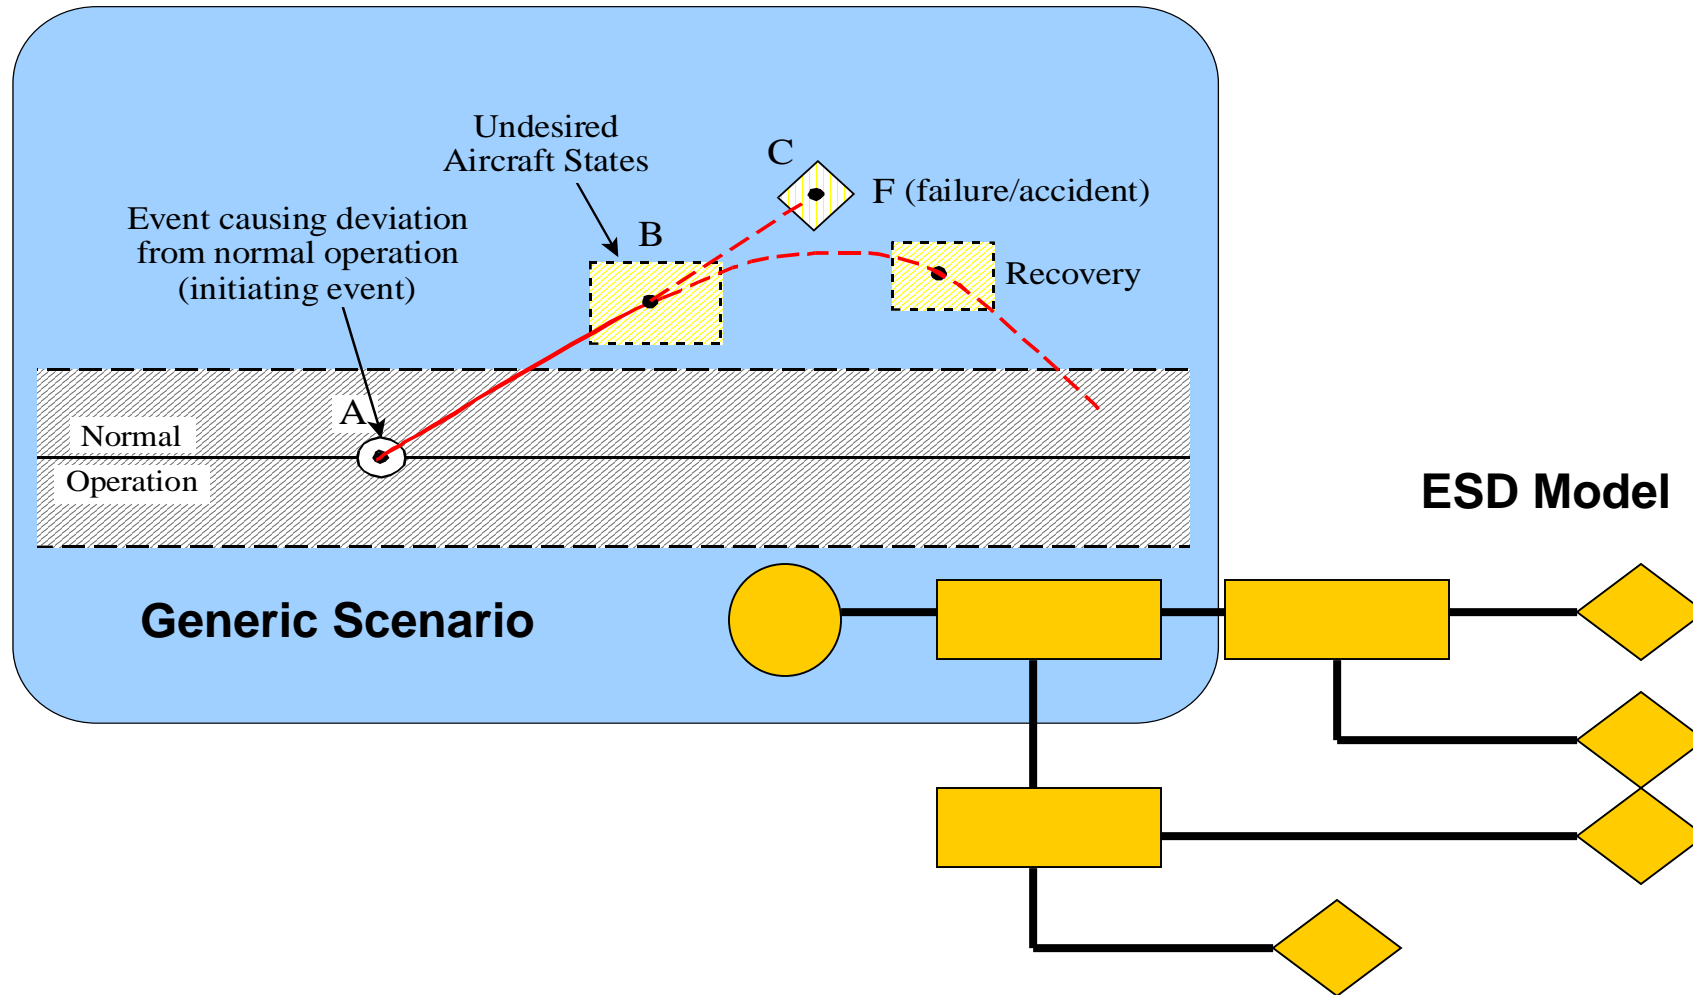 Undesired
Aircraft States
C
F (failure/accident)
Event causing deviation
from normal operation
(initiating event)
B
Recovery
A
Normal
Operation
ESD Model
Generic Scenario